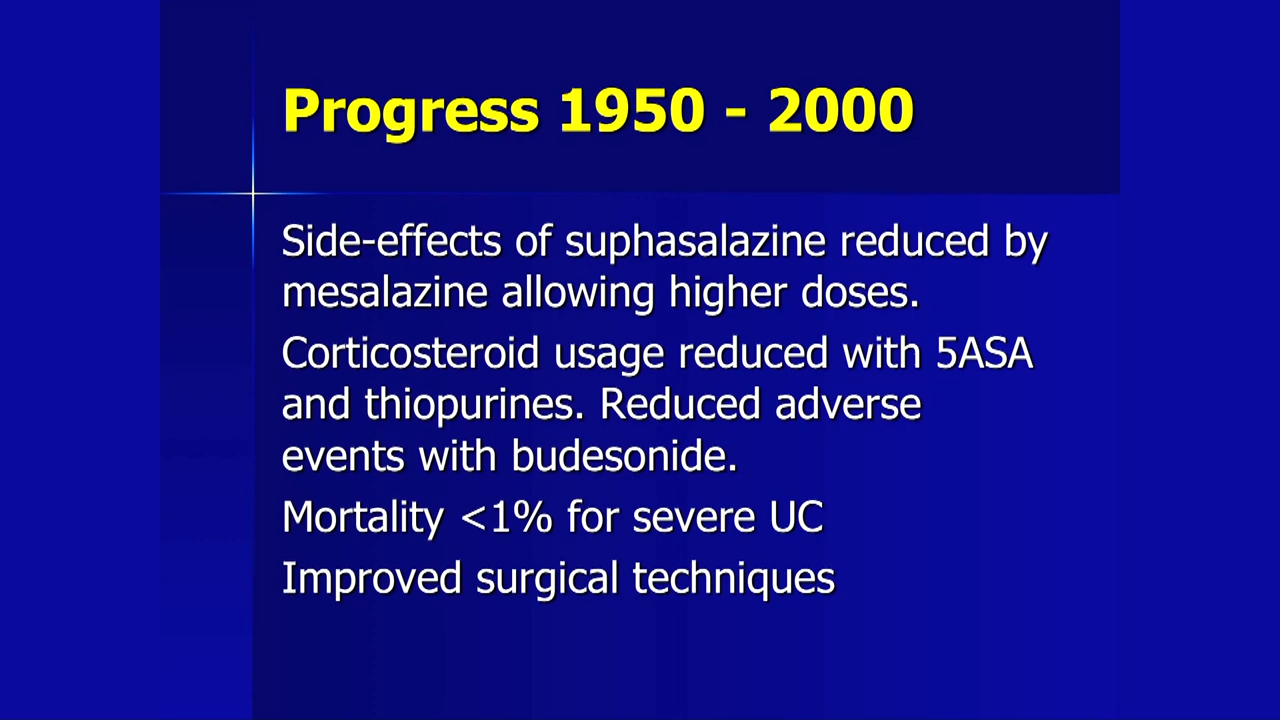 Progress 1950 - 2000
Side-effects of suphasalazine reduced by
mesalazine allowing higher doses.
Corticosteroid usage reduced with 5ASA
and thiopurines. Reduced adverse
events with budesonide.
Mortality <1% for severe UC
Improved surgical techniques